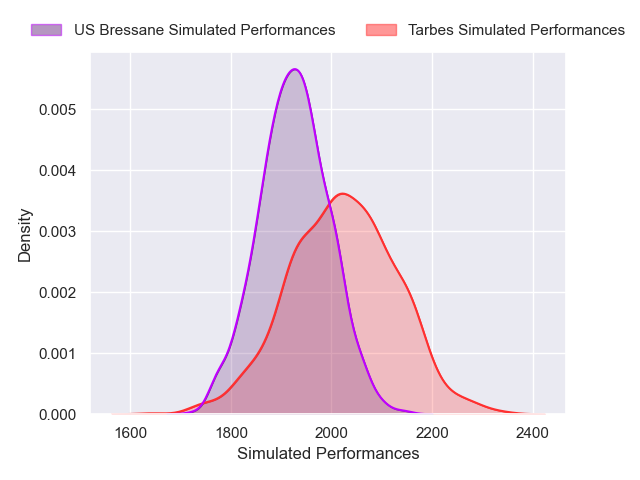 US Bressane Simulated Performances Tarbes Simulated Performances
0.005
0.004
0.003
0.002
0.001
0.000
Density
1600 1800 2000 2200 2400
Simulated Performances